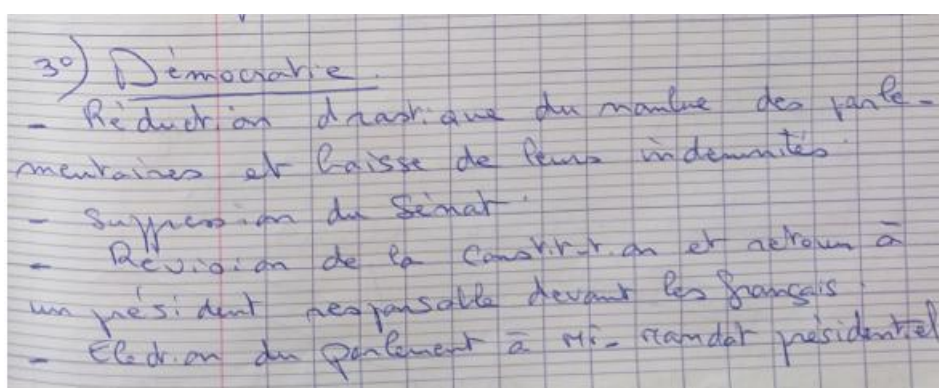 3°) Démocratie.
- Réduction drastique du nombre des parle-
mentaires et baisse de leurs indemnités.
- Suppression du Sénat.
- Révision de la Constitution et retour à
un président responsable devant les français.
- Election du parlement à Mi-mandat présidentiel